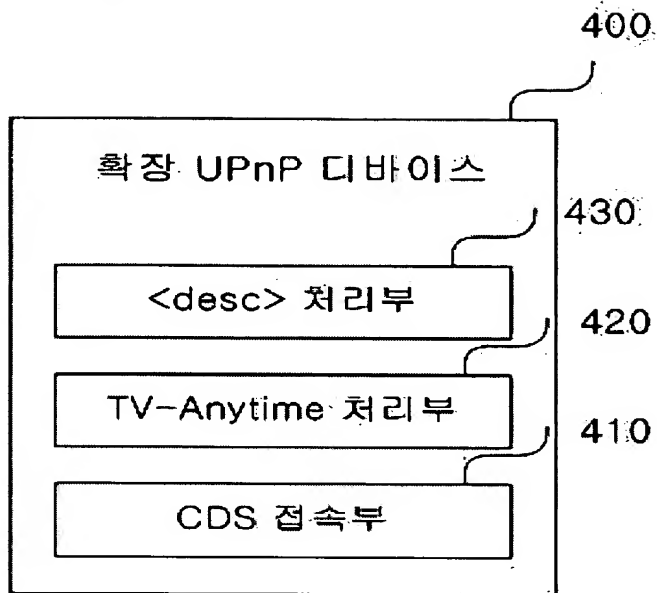 400
확장 UPnP 디바이스
430
<desc> 처리부
420
TV-Anytime 처리부
410
CDS 접속부